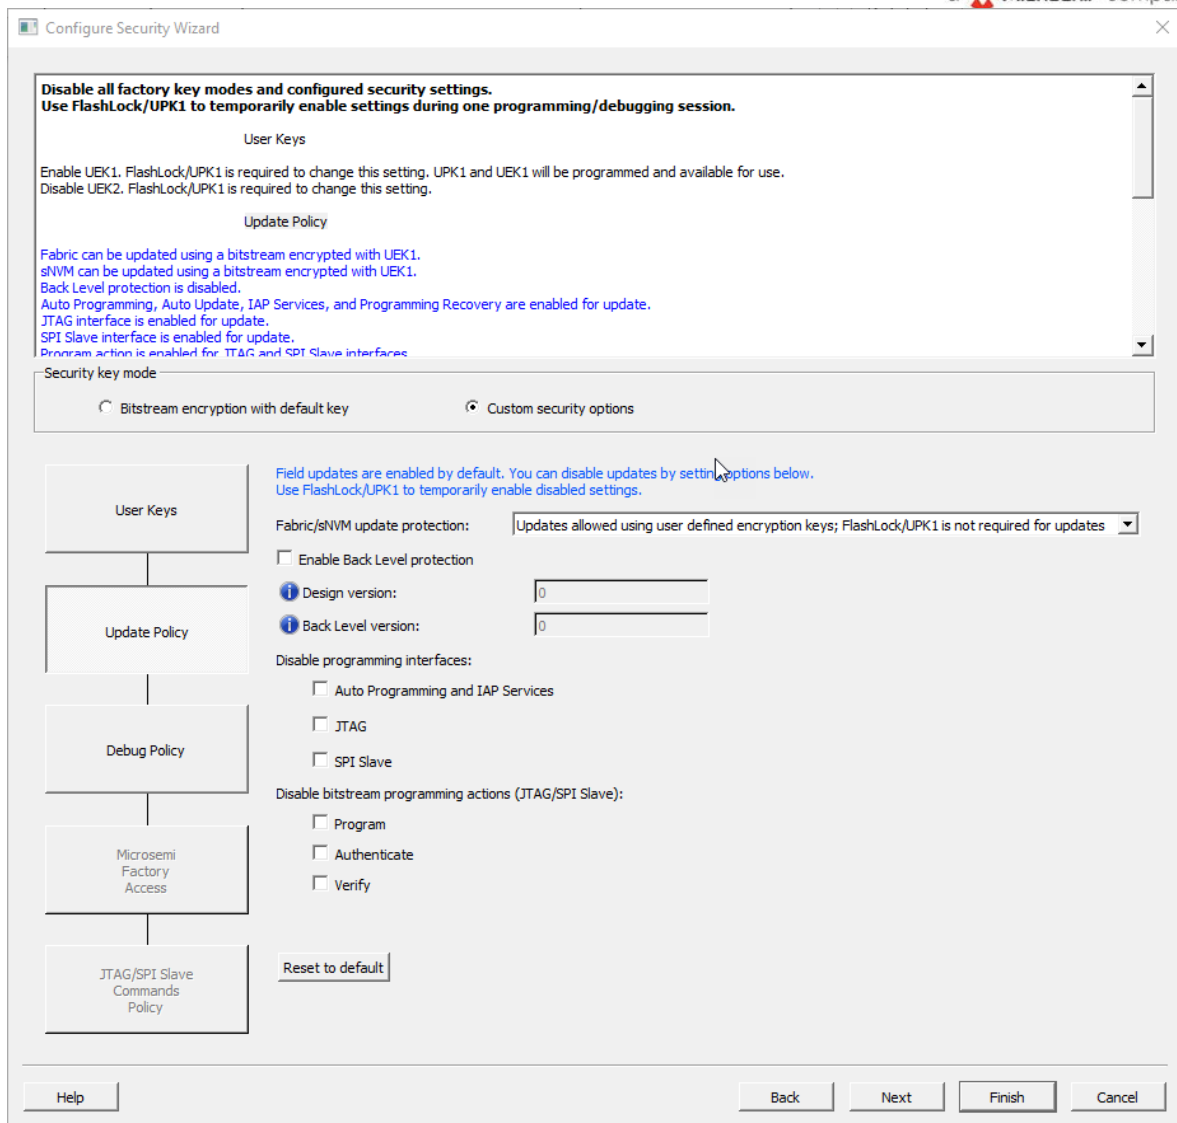 Configure Security Wizard
Disable all factory key modes and configured security settings.
Use FlashLock/UPK1 to temporarily enable settings during one programming/debugging session.
User Keys
Enable UEK1. FlashLock/UPK1 is required to change this setting. UPK1 and UEK1 will be programmed and available for use.
Disable UEK2. FlashLock/UPK1 is required to change this setting.
Update Policy
Fabric can be updated using a bitstream encrypted with UEK1.
sNVM can be updated using a bitstream encrypted with UEK1.
Back Level protection is disabled.
Auto Programming, Auto Update, IAP Services, and Programming Recovery are enabled for update.
JTAG interface is enabled for update.
SPI Slave interface is enabled for update.
Program action is enabled for JTAG and SPI Slave interfaces
Security key mode
Bitstream encryption with default key
Custom security options
User Keys
Update Policy
Debug Policy
Microsemi
Factory
Access
JTAG/SPI Slave
Commands
Policy
Field updates are enabled by default. You can disable updates by setting options below.
Use FlashLock/UPK1 to temporarily enable disabled settings.
Fabric/sNVM update protection:
Updates allowed using user defined encryption keys; FlashLock/UPK1 is not required for updates
Enable Back Level protection
Design version:
0
Back Level version:
0
Disable programming interfaces:
Auto Programming and IAP Services
JTAG
SPI Slave
Disable bitstream programming actions (JTAG/SPI Slave):
Program
Authenticate
Verify
Reset to default
Help
Back
Next
Finish
Cancel